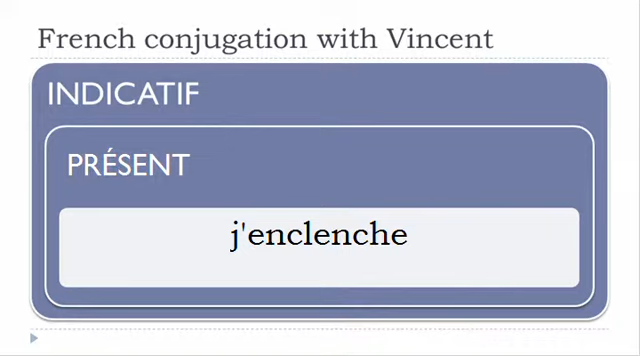 French conjugation with Vincent
INDICATIF
PRÉSENT
j'enclenche